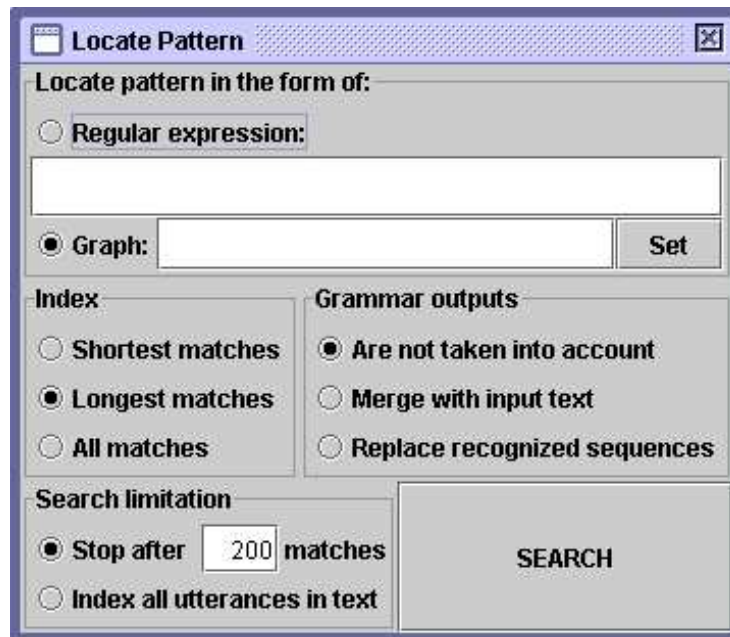 Locate Pattern
Locate pattern in the form of:
Regular expression:
Graph: Set
Index
Shortest matches
Longest matches
All matches
Grammar outputs
Are not taken into account
Merge with input text
Replace recognized sequences
Search limitation
Stop after 200 matches
Index all utterances in text
SEARCH